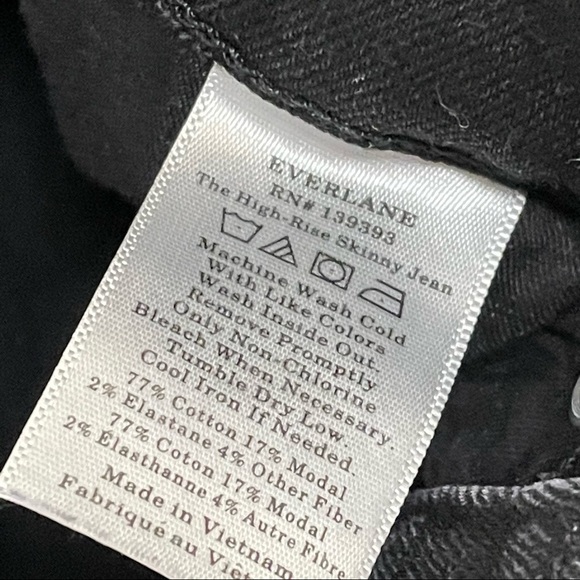 EVERLANE
RN# 139393
The High-Rise Skinny Jean
Machine Wash Cold
With Like Colors
Wash Inside Out.
Remove Promptly
Only Non-Chlorine
Bleach When Necessary.
Tumble Dry Low.
Cool Iron If Needed.
77% Cotton 17% Modal
2% Elastane 4% Other Fiber
77% Coton 17% Modal
2% Élasthanne 4% Autre Fibre
Made in Vietnam
Fabriqué au Viêt